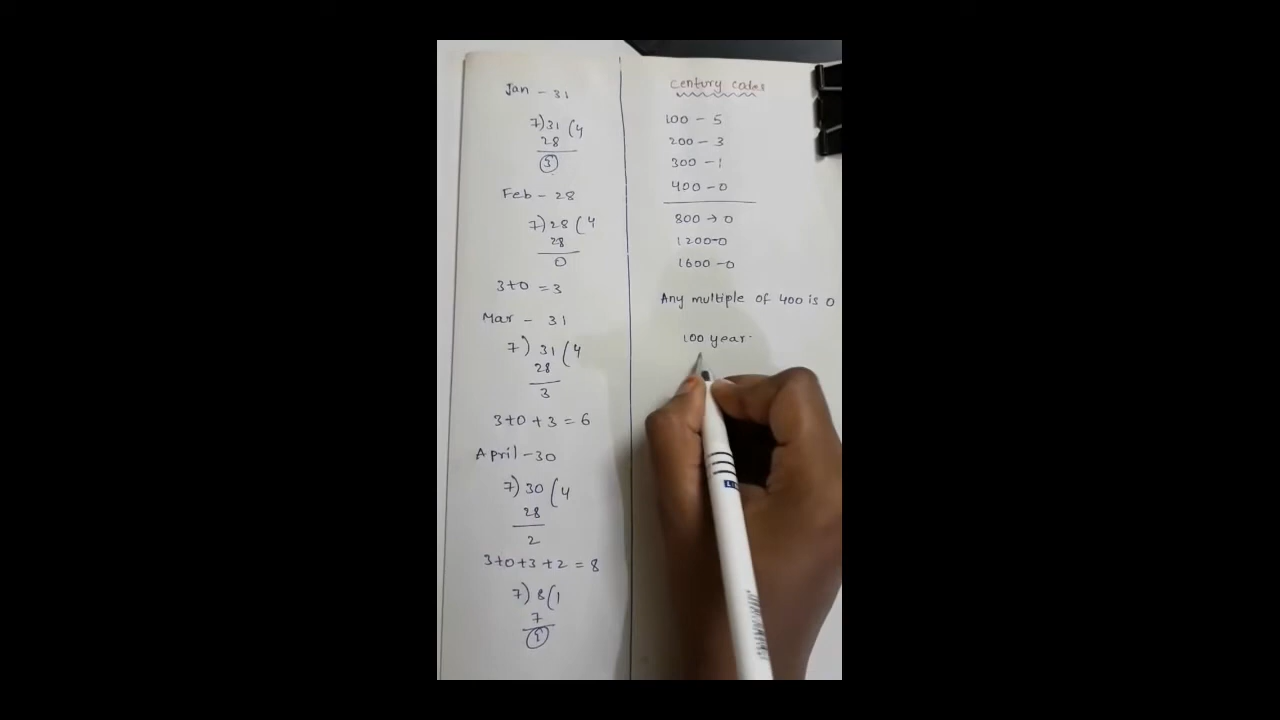 Jan - 31
7)31(4
28
3
Feb - 28
7)28(4
28
0
3+0 = 3
Mar - 31
7)31(4
28
3
3+0+3 = 6
April - 30
7)30(4
28
2
3+0+3+2 = 8
7)8(1
7
1
Century codes
100 - 5
200 - 3
300 - 1
400 - 0
800 → 0
1200-0
1600 - 0
Any multiple of 400 is 0
100 year